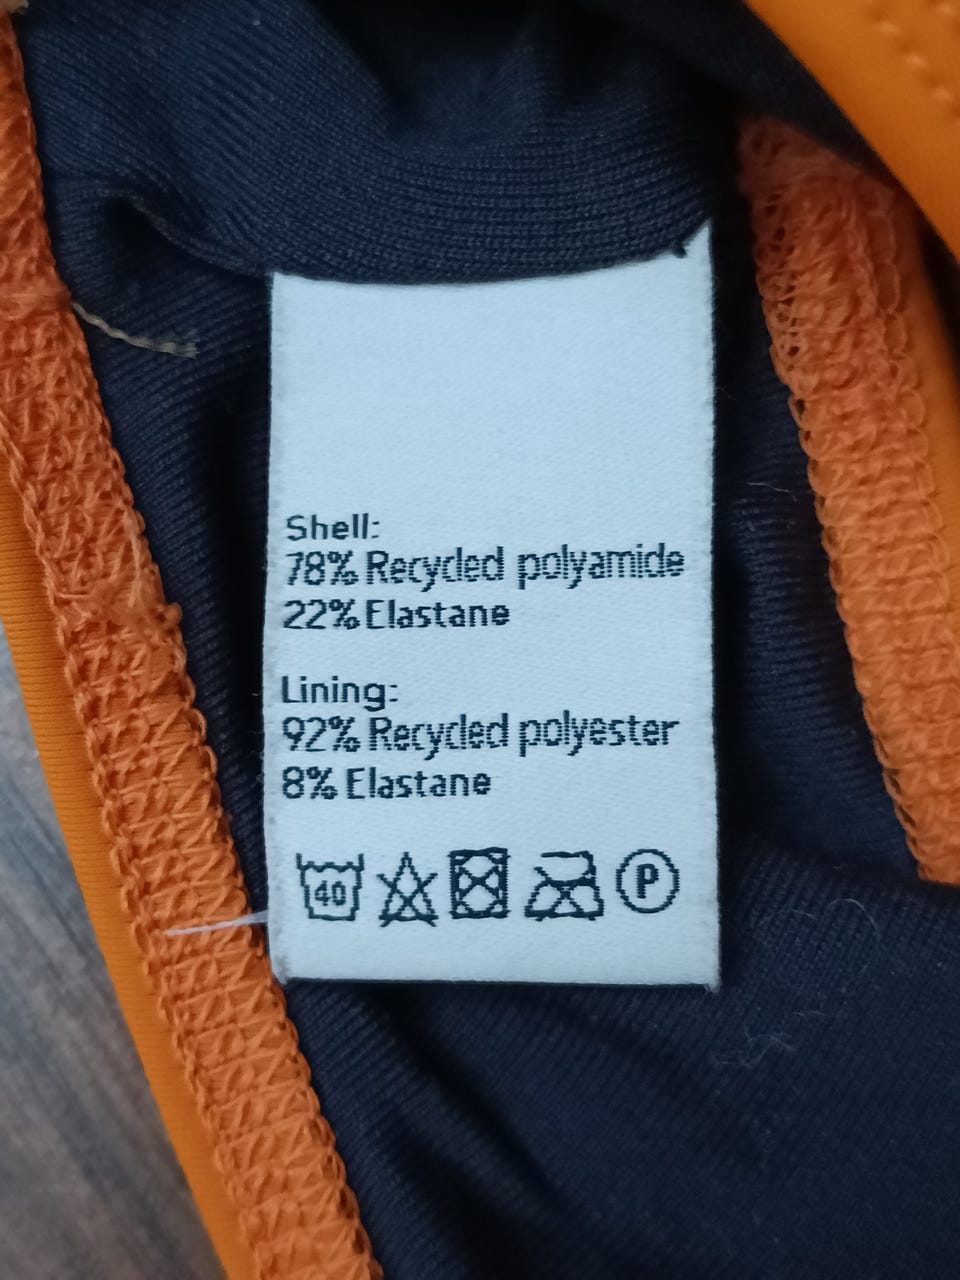 Shell:
78% Recycled polyamide
22% Elastane
Lining:
92% Recycled polyester
8% Elastane
40 P